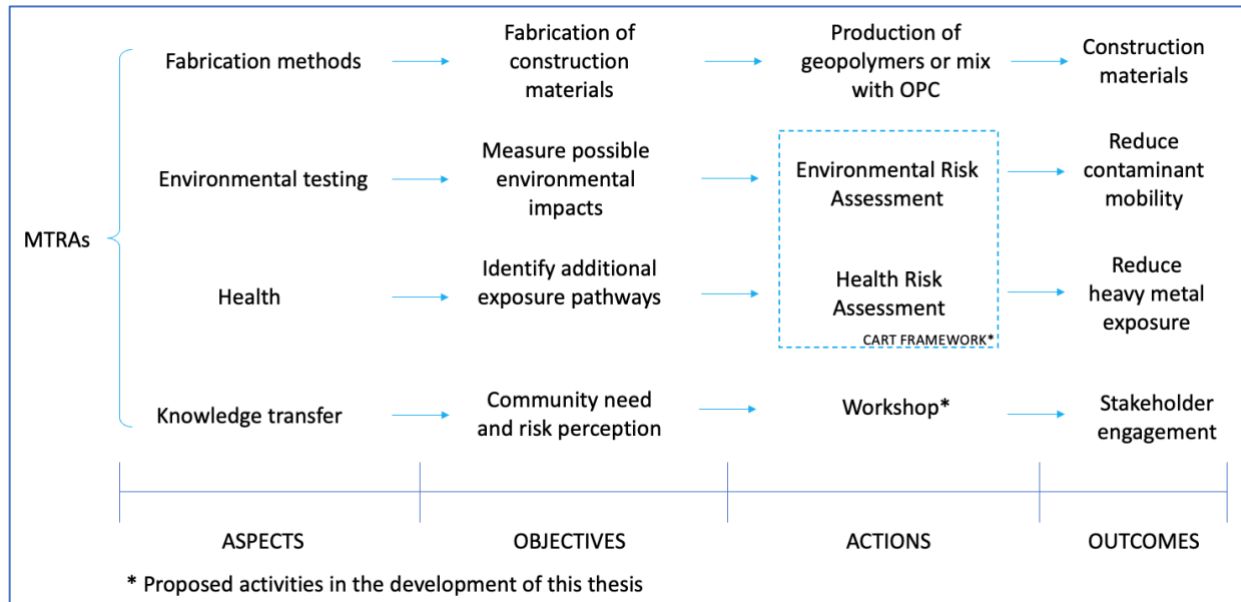 MTRAs
Fabrication methods
Fabrication of
construction
materials
Production of
geopolymers or mix
with OPC
Construction
materials
Environmental testing
Measure possible
environmental
impacts
Environmental Risk
Assessment
Reduce
contaminant
mobility
Health
Identify additional
exposure pathways
Health Risk
Assessment
CART FRAMEWORK*
Reduce
heavy metal
exposure
Knowledge transfer
Community need
and risk perception
Workshop*
Stakeholder
engagement
ASPECTS
OBJECTIVES
ACTIONS
OUTCOMES
* Proposed activities in the development of this thesis